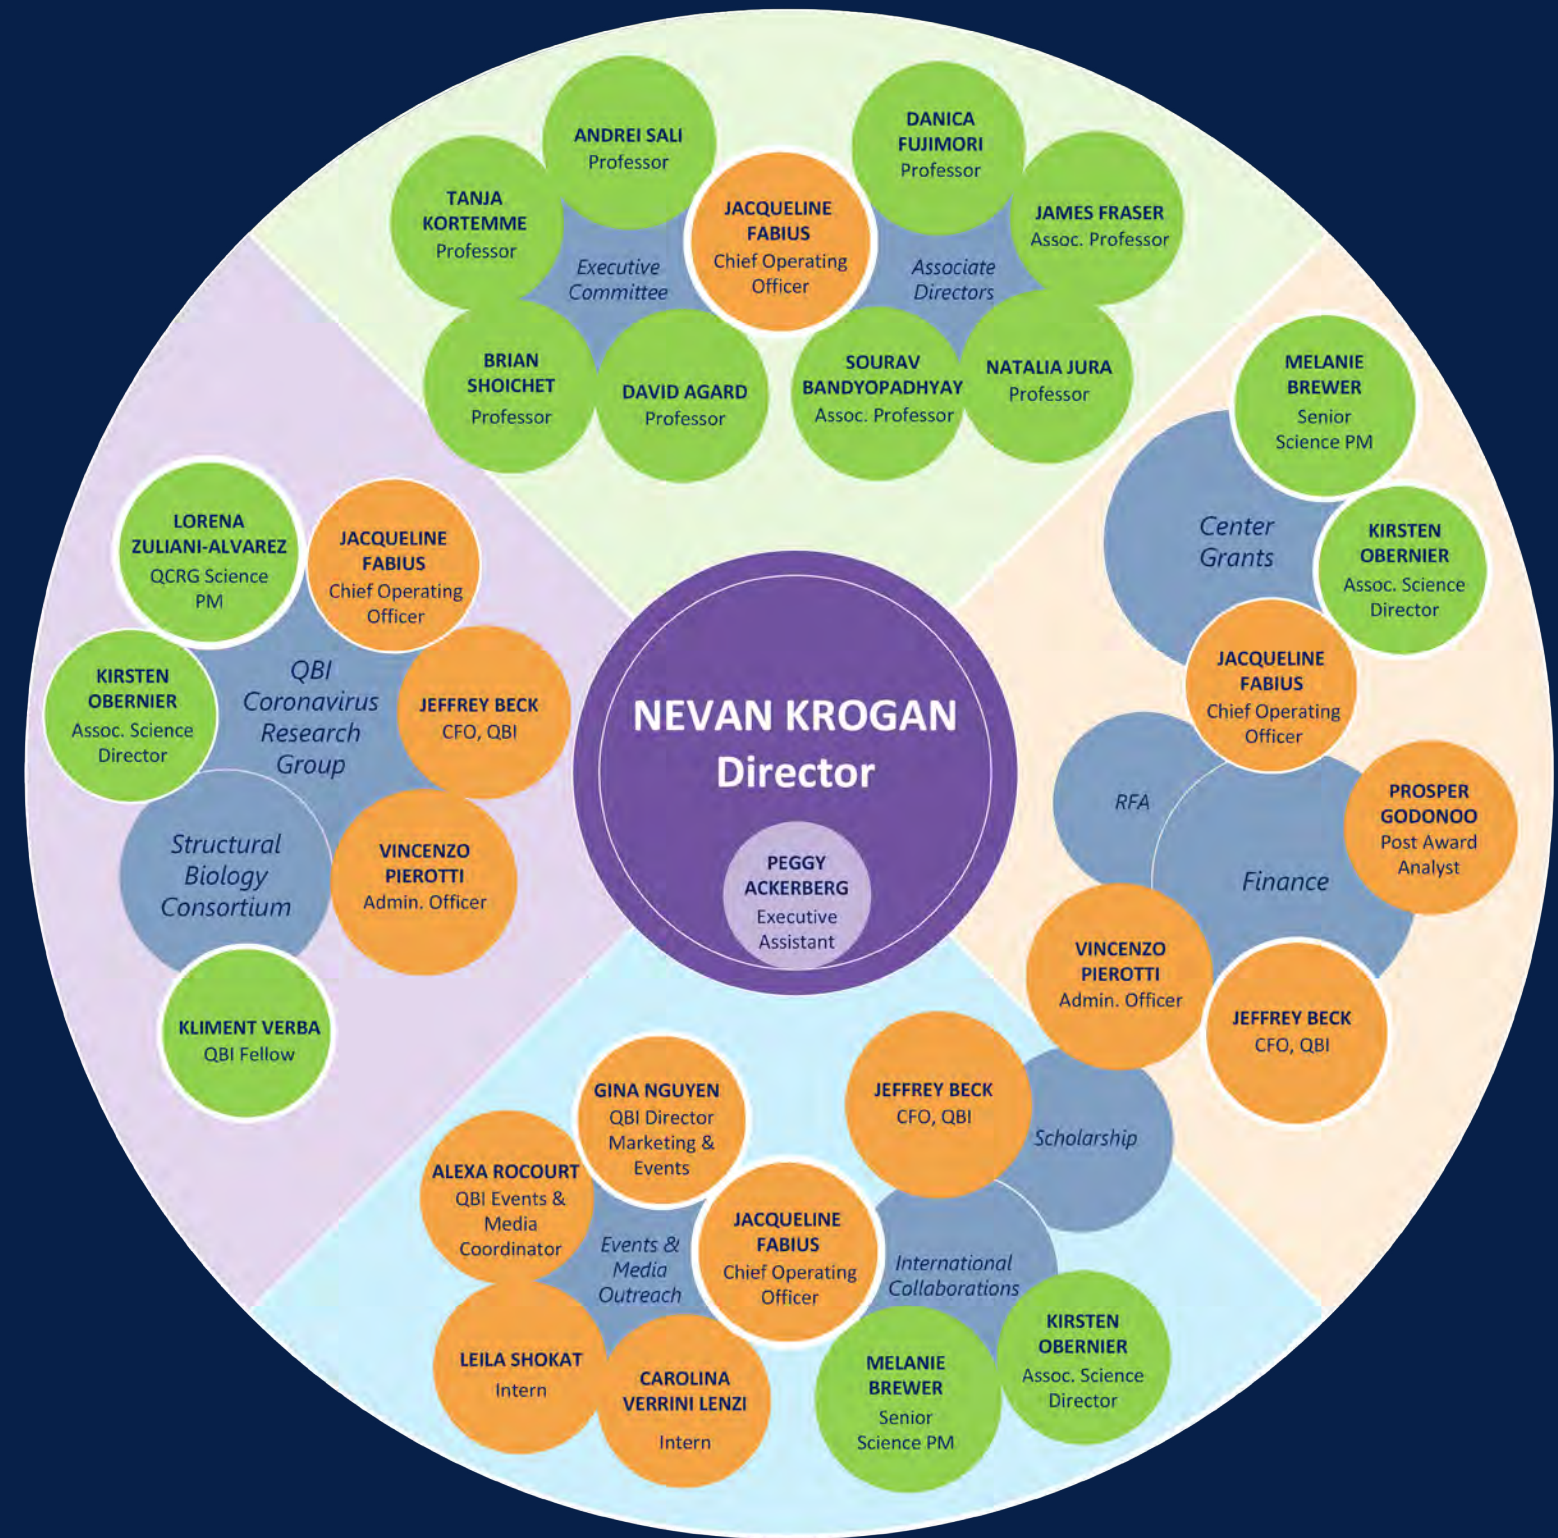 ANDREI SALI
Professor
TANJA
KORTEMME
Professor
Executive
Committee
BRIAN
SHOICHET
Professor
DAVID AGARD
Professor
JACQUELINE
FABIUS
Chief Operating
Officer
DANICA
FUJIMORI
Professor
JAMES FRASER
Assoc. Professor
Associate
Directors
SOURAV
BANDYOPADHYAY
Assoc. Professor
NATALIA JURA
Professor
MELANIE
BREWER
Senior
Science PM
Center
Grants
KIRSTEN
OBERNIER
Assoc. Science
Director
JACQUELINE
FABIUS
Chief Operating
Officer
RFA
PROSPER
GODONOO
Post Award
Analyst
Finance
VINCENZO
PIEROTTI
Admin. Officer
JEFFREY BECK
CFO, QBI
LORENA
ZULIANI-ALVAREZ
QCRG Science
PM
JACQUELINE
FABIUS
Chief Operating
Officer
KIRSTEN
OBERNIER
Assoc. Science
Director
QBI
Coronavirus
Research
Group
JEFFREY BECK
CFO, QBI
Structural
Biology
Consortium
VINCENZO
PIEROTTI
Admin. Officer
KLIMENT VERBA
QBI Fellow
NEVAN KROGAN
Director
PEGGY
ACKERBERG
Executive
Assistant
GINA NGUYEN
QBI Director
Marketing &
Events
ALEXA ROCOURT
QBI Events &
Media
Coordinator
Events &
Media
Outreach
LEILA SHOKAT
Intern
CAROLINA
VERRINI LENZI
Intern
JACQUELINE
FABIUS
Chief Operating
Officer
JEFFREY BECK
CFO, QBI
Scholarship
International
Collaborations
MELANIE
BREWER
Senior
Science PM
KIRSTEN
OBERNIER
Assoc. Science
Director